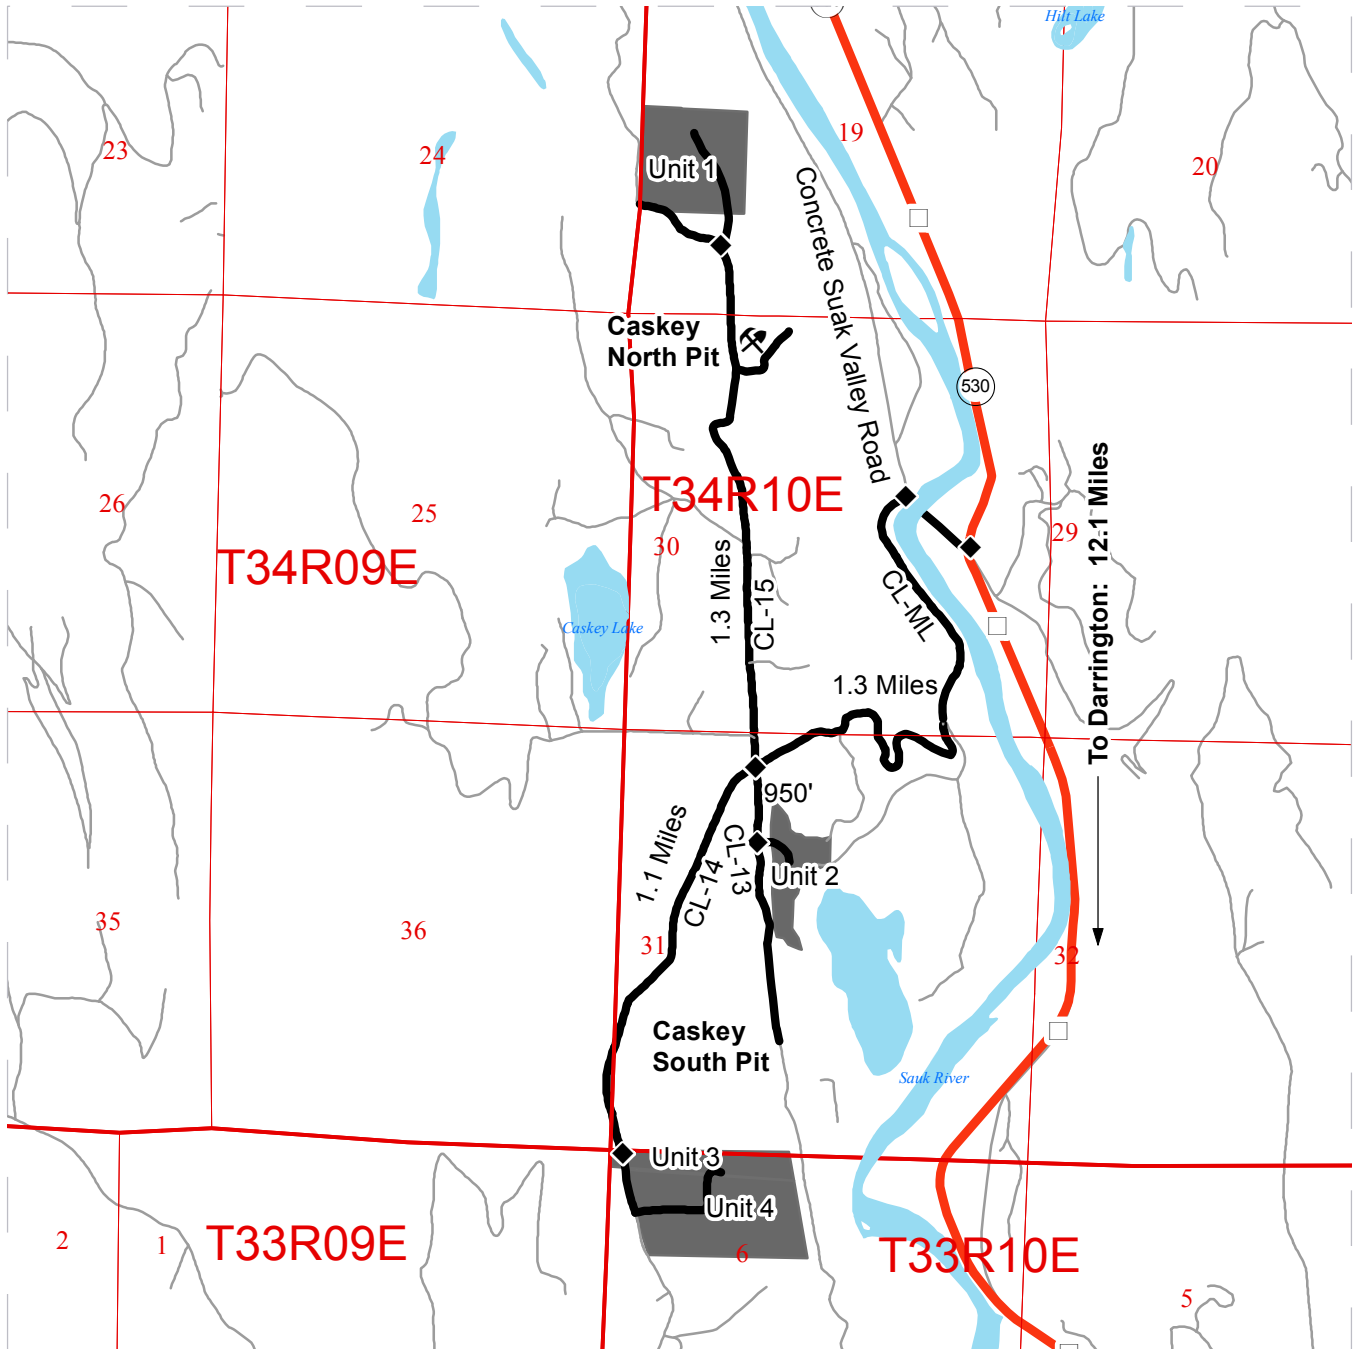 Hilt Lake
19
23
24
20
Unit 1
Concrete Suak Valley Road
Caskey
North Pit
530
T34R10E
26
25
29
30
T34R09E
1.3 Miles
CL-15
CL-ML
Caskey Lake
To Darrington: 12.1 Miles
1.3 Miles
950'
1.1 Miles
CL-14
CL-13
Unit 2
35
36
31
32
Caskey
South Pit
Sauk River
Unit 3
Unit 4
2
1
T33R09E
6
T33R10E
5